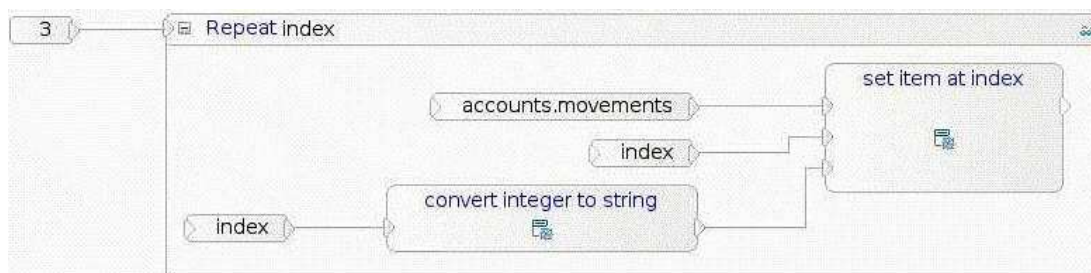 3
Repeat index
set item at index
accounts.movements
index
convert integer to string
index